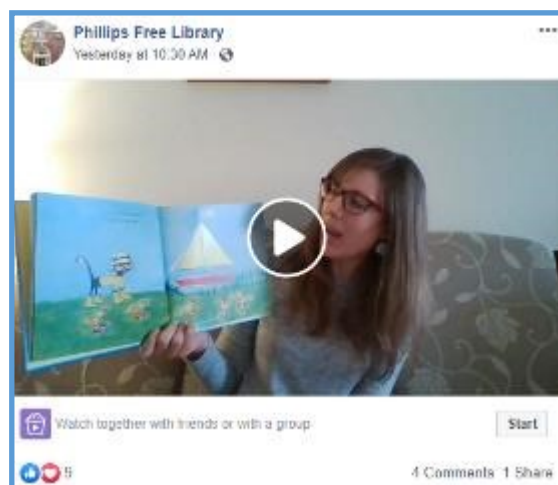 Phillips Free Library
Yesterday at 10:30 AM
Watch together with friends or with a group
Start
9
4 Comments 1 Share